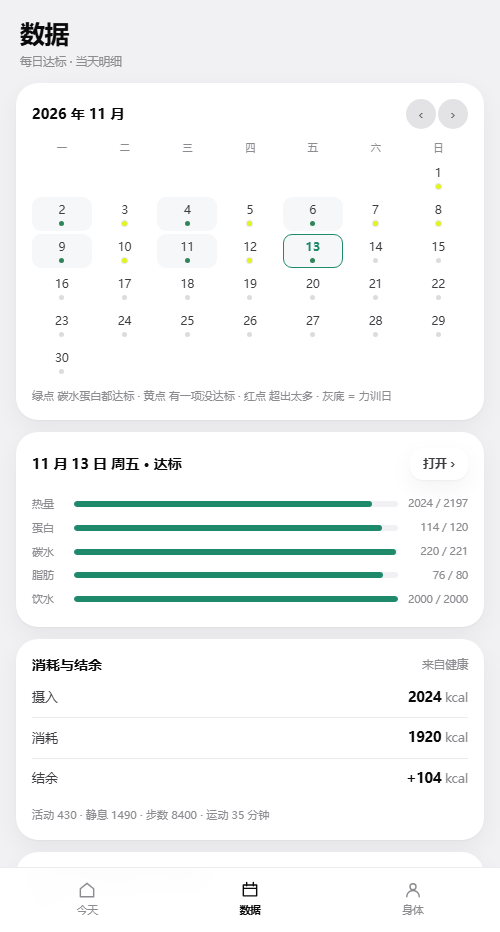 数据
每日达标 · 当天明细
2026 年 11 月
‹ ›
一 二 三 四 五 六 日
1
2 3 4 5 6 7 8
9 10 11 12 13 14 15
16 17 18 19 20 21 22
23 24 25 26 27 28 29
30
绿点 碳水蛋白都达标 · 黄点 有一项没达标 · 红点 超出太多 · 灰底 = 力训日
11 月 13 日 周五 • 达标 打开 ›
热量 2024 / 2197
蛋白 114 / 120
碳水 220 / 221
脂肪 76 / 80
饮水 2000 / 2000
消耗与结余 来自健康
摄入 2024 kcal
消耗 1920 kcal
结余 +104 kcal
活动 430 · 静息 1490 · 步数 8400 · 运动 35 分钟
今天 数据 身体